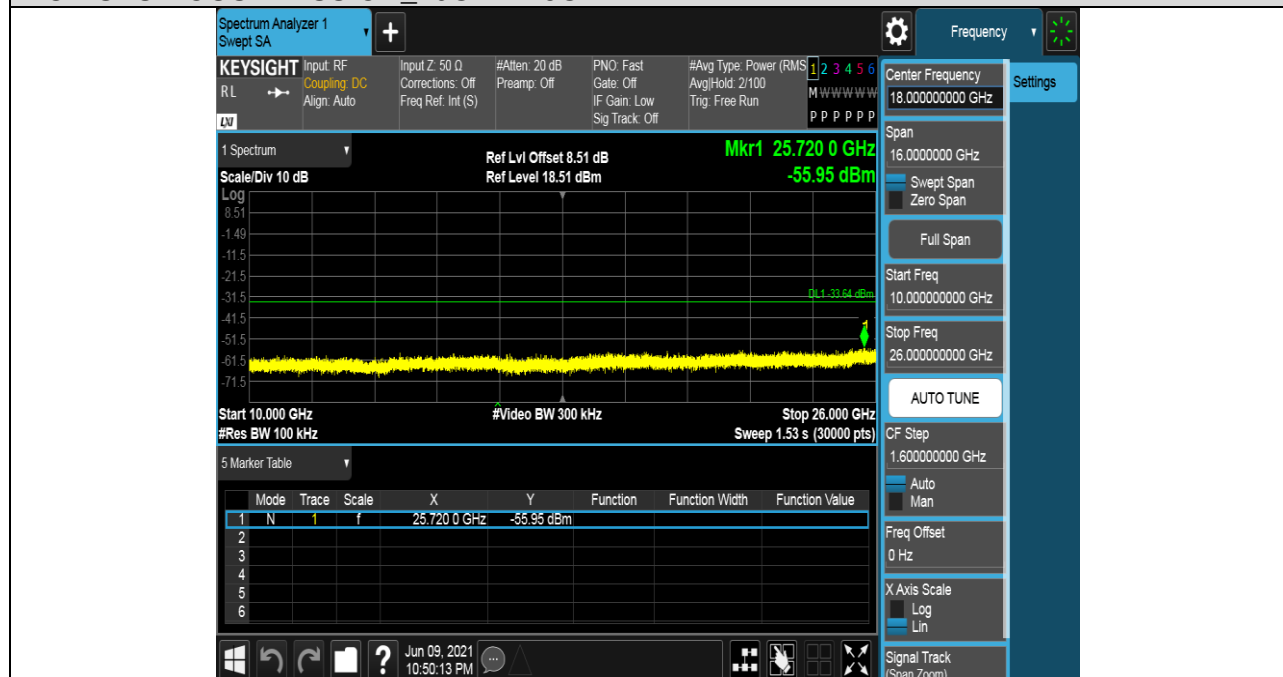 Spectrum Analyzer 1
Swept SA
+
Frequency
KEYSIGHT
RL
LXI
Input: RF
Coupling: DC
Align: Auto
Input Z: 50 Ω
Corrections: Off
Freq Ref: Int (S)
#Atten: 20 dB
Preamp: Off
PNO: Fast
Gate: Off
IF Gain: Low
Sig Track: Off
#Avg Type: Power (RMS
Avg|Hold: 2/100
Trig: Free Run
1 2 3 4 5 6
M W W W W W
P P P P P P
1 Spectrum
Scale/Div 10 dB
Ref Lvl Offset 8.51 dB
Ref Level 18.51 dBm
Mkr1 25.720 0 GHz
-55.95 dBm
Log
8.51
-1.49
-11.5
-21.5
-31.5
-41.5
-51.5
-61.5
-71.5
DL1 -33.64 dBm
1
Start 10.000 GHz
#Video BW 300 kHz
Stop 26.000 GHz
#Res BW 100 kHz
Sweep 1.53 s (30000 pts)
5 Marker Table
Mode Trace Scale X Y Function Function Width Function Value
1 N 1 f 25.720 0 GHz -55.95 dBm
2
3
4
5
6
Jun 09, 2021
10:50:13 PM
Center Frequency
18.000000000 GHz
Settings
Span
16.0000000 GHz
Swept Span
Zero Span
Full Span
Start Freq
10.000000000 GHz
Stop Freq
26.000000000 GHz
AUTO TUNE
CF Step
1.600000000 GHz
Auto
Man
Freq Offset
0 Hz
X Axis Scale
Log
Lin
Signal Track
(Span Zoom)